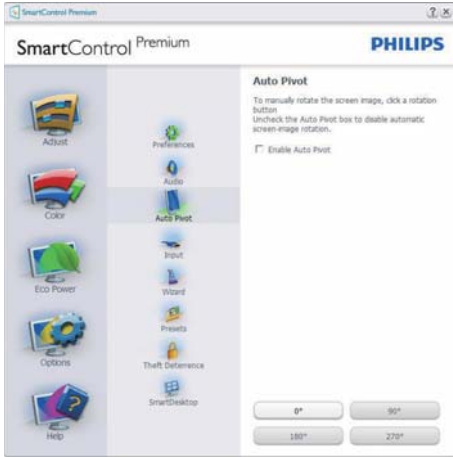 SmartControl Premium
SmartControl Premium
PHILIPS
Adjust
Color
Eco Power
Options
Help
Preferences
Audio
Auto Pivot
Input
Wizard
Presets
Theft Deterrence
SmartDesktop
Auto Pivot
To manually rotate the screen image, click a rotation
button
Uncheck the Auto Pivot box to disable automatic
screen-image rotation.
Enable Auto Pivot
0°
90°
180°
270°